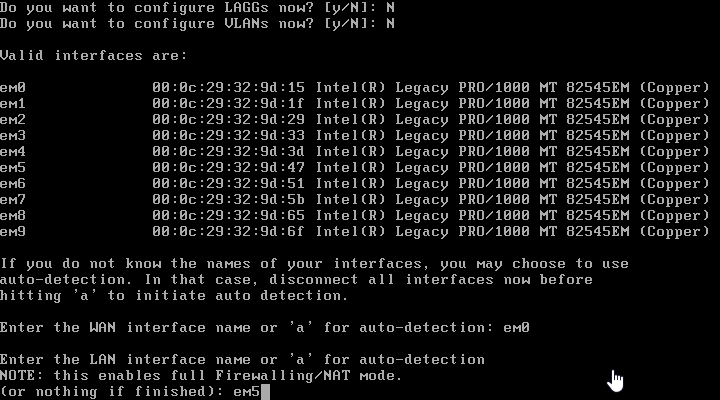 Do you want to configure LAGGs now? [y/N]: N
Do you want to configure VLANs now? [y/N]: N
Valid interfaces are:
em0 00:0c:29:32:9d:15 Intel(R) Legacy PRO/1000 MT 82545EM (Copper)
em1 00:0c:29:32:9d:1f Intel(R) Legacy PRO/1000 MT 82545EM (Copper)
em2 00:0c:29:32:9d:29 Intel(R) Legacy PRO/1000 MT 82545EM (Copper)
em3 00:0c:29:32:9d:33 Intel(R) Legacy PRO/1000 MT 82545EM (Copper)
em4 00:0c:29:32:9d:3d Intel(R) Legacy PRO/1000 MT 82545EM (Copper)
em5 00:0c:29:32:9d:47 Intel(R) Legacy PRO/1000 MT 82545EM (Copper)
em6 00:0c:29:32:9d:51 Intel(R) Legacy PRO/1000 MT 82545EM (Copper)
em7 00:0c:29:32:9d:5b Intel(R) Legacy PRO/1000 MT 82545EM (Copper)
em8 00:0c:29:32:9d:65 Intel(R) Legacy PRO/1000 MT 82545EM (Copper)
em9 00:0c:29:32:9d:6f Intel(R) Legacy PRO/1000 MT 82545EM (Copper)
If you do not know the names of your interfaces, you may choose to use
auto-detection. In that case, disconnect all interfaces now before
hitting 'a' to initiate auto detection.
Enter the WAN interface name or 'a' for auto-detection: em0
Enter the LAN interface name or 'a' for auto-detection
NOTE: this enables full Firewalling/NAT mode.
(or nothing if finished): em5